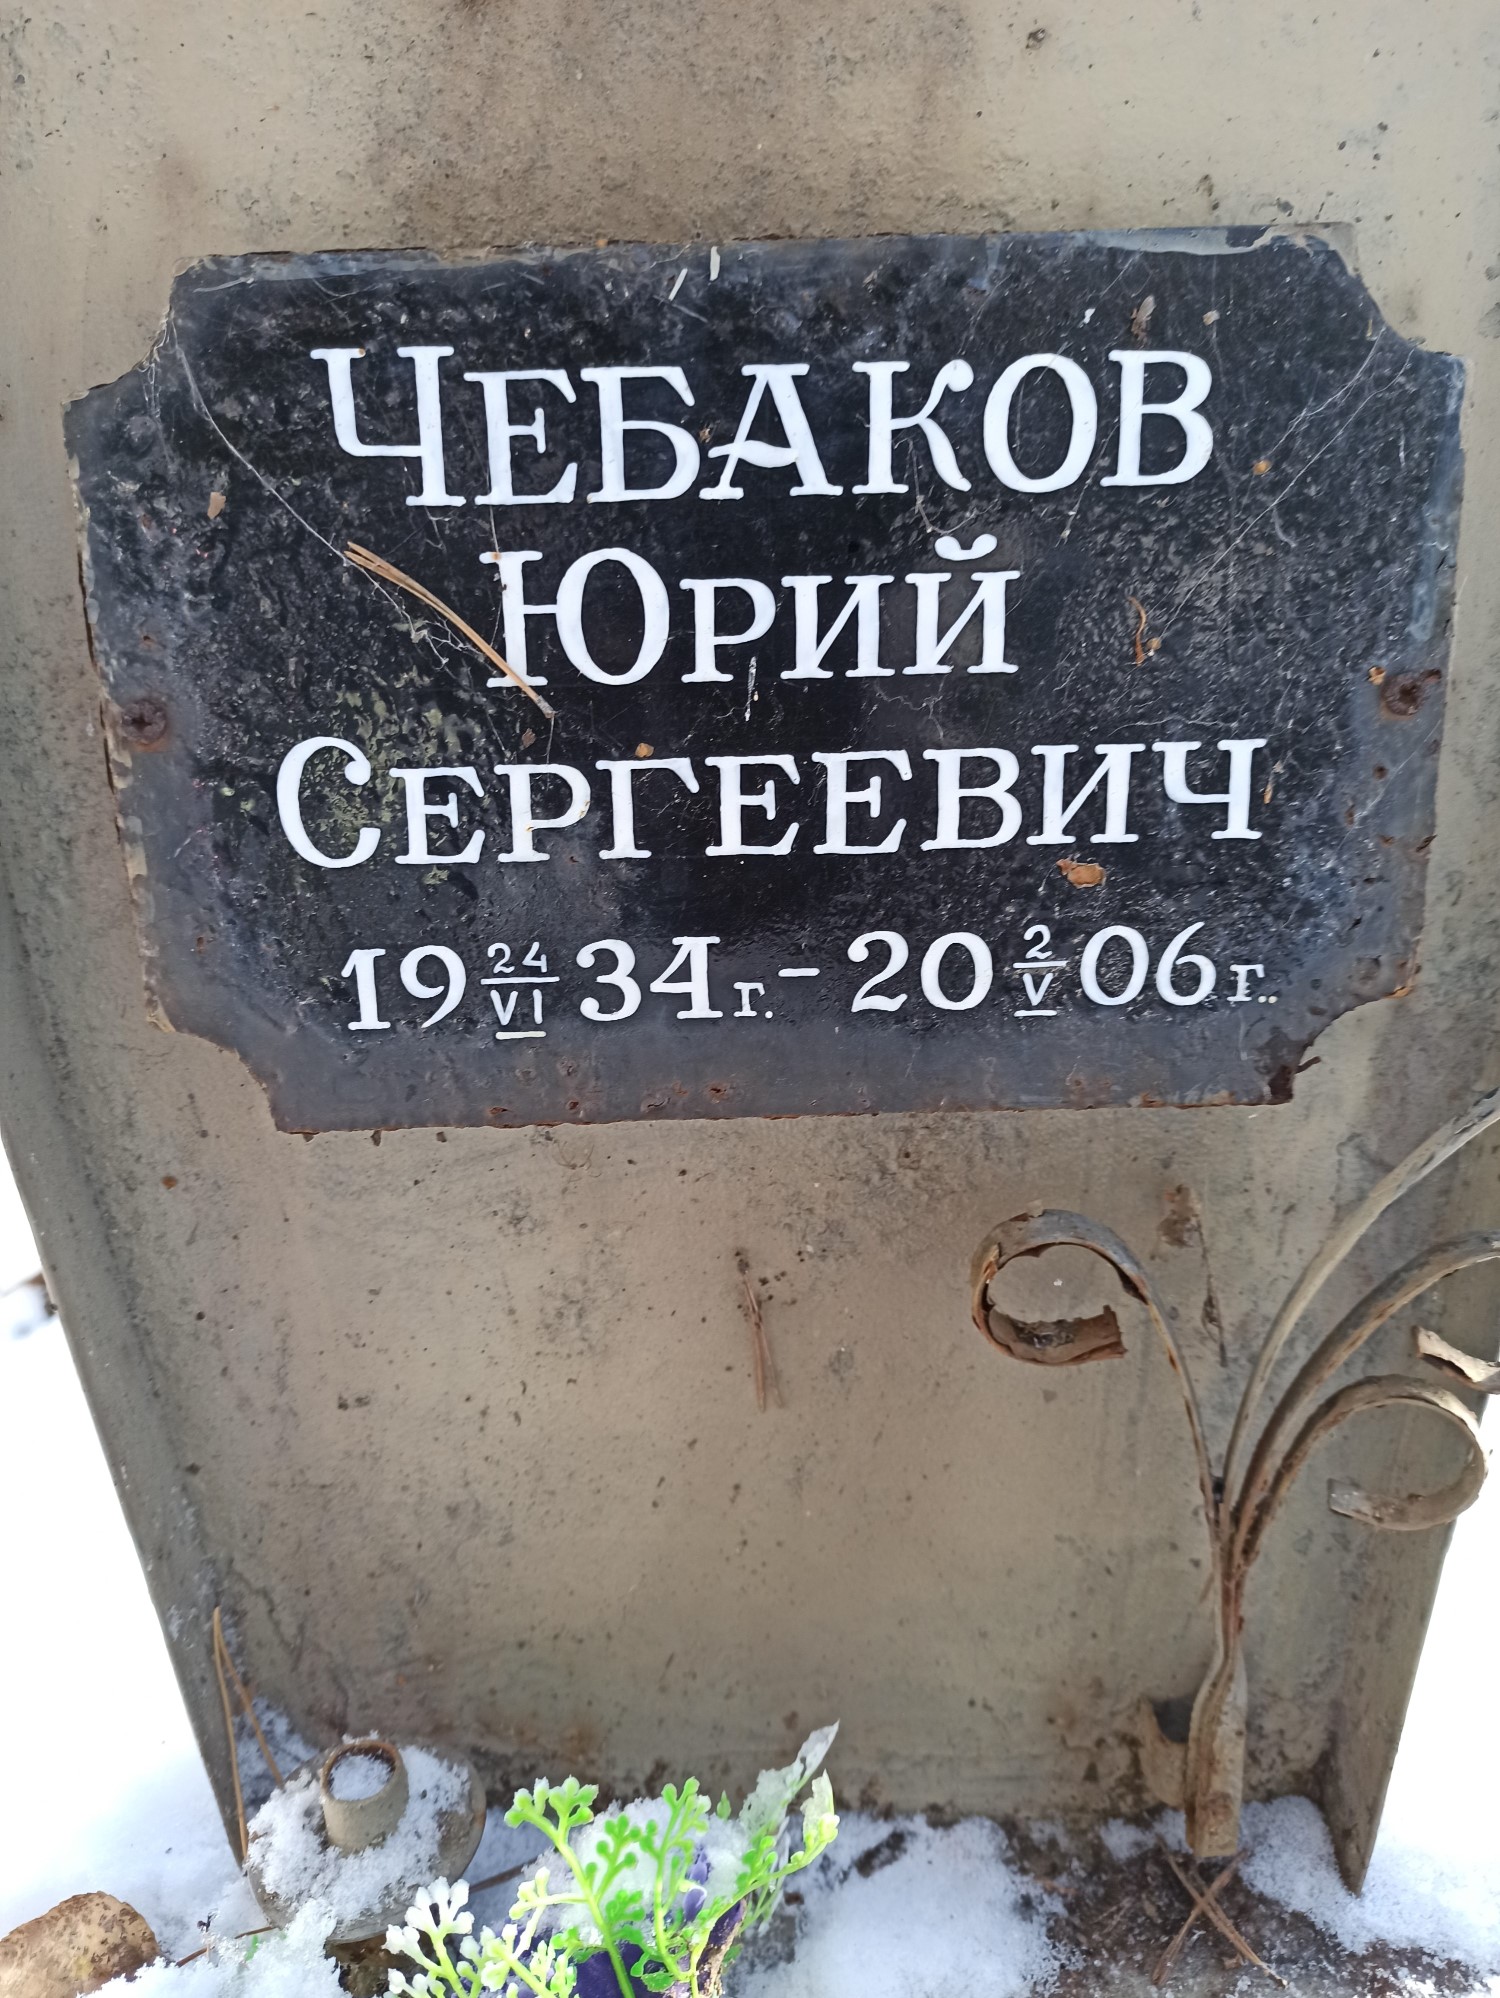 ЧЕБАКОВ
ЮРИЙ
СЕРГЕЕВИЧ
19 24/VI 34 г. – 20 2/V 06 г.